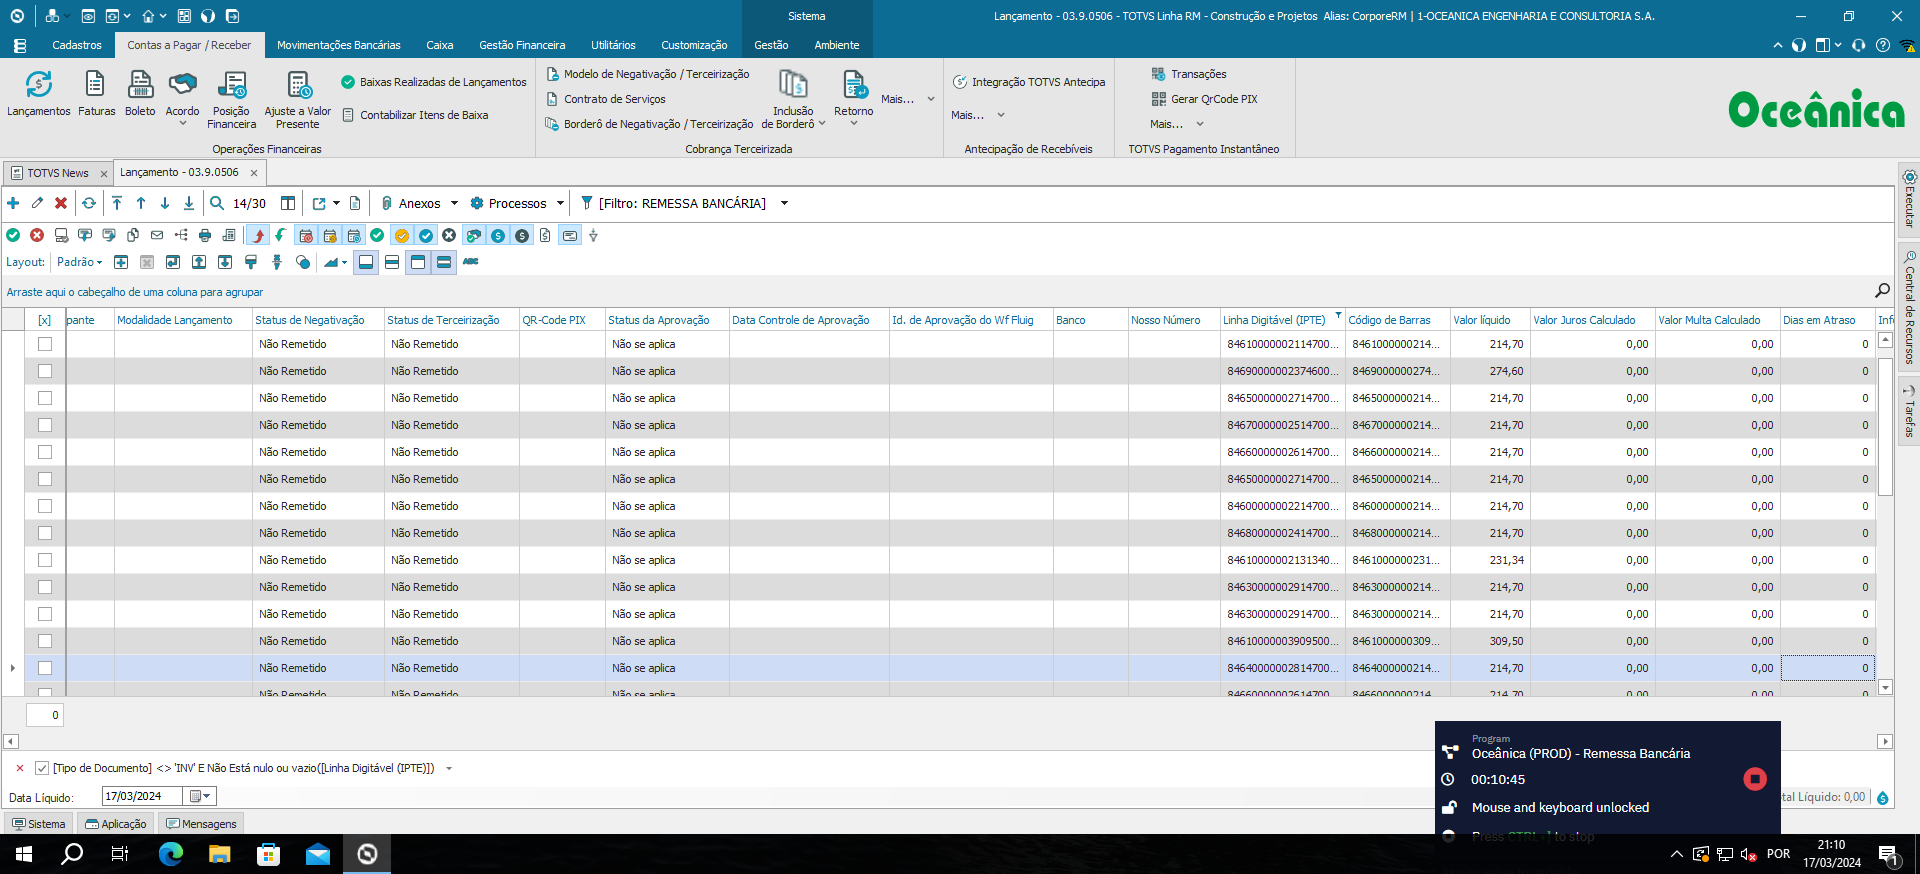 Sistema
Lançamento - 03.9.0506 - TOTVS Linha RM - Construção e Projetos  Alias: CorporeRM | 1-OCEANICA ENGENHARIA E CONSULTORIA S.A.
Cadastros Contas a Pagar / Receber Movimentações Bancárias Caixa Gestão Financeira Utilitários Customização Gestão Ambiente
Lançamentos Faturas Boleto Acordo Posição Financeira Ajuste a Valor Presente
Baixas Realizadas de Lançamentos
Contabilizar Itens de Baixa
Operações Financeiras
Modelo de Negativação / Terceirização
Contrato de Serviços
Borderô de Negativação / Terceirização
Inclusão de Borderô Retorno Mais...
Cobrança Terceirizada
Integração TOTVS Antecipa
Mais...
Antecipação de Recebíveis
Transações
Gerar QrCode PIX
Mais...
TOTVS Pagamento Instantâneo
Oceânica
TOTVS News Lançamento - 03.9.0506
14/30 Anexos Processos [Filtro: REMESSA BANCÁRIA]
Layout: Padrão
ABC
Arraste aqui o cabeçalho de uma coluna para agrupar
[x] pante Modalidade Lançamento Status de Negativação Status de Terceirização QR-Code PIX Status da Aprovação Data Controle de Aprovação Id. de Aprovação do Wf Fluig Banco Nosso Número Linha Digitável (IPTE) Código de Barras Valor líquido Valor Juros Calculado Valor Multa Calculado Dias em Atraso Inf
Não Remetido Não Remetido Não se aplica 84610000002114700... 8461000000214... 214,70 0,00 0,00 0
Não Remetido Não Remetido Não se aplica 84690000002374600... 8469000000274... 274,60 0,00 0,00 0
Não Remetido Não Remetido Não se aplica 84650000002714700... 8465000000214... 214,70 0,00 0,00 0
Não Remetido Não Remetido Não se aplica 84670000002514700... 8467000000214... 214,70 0,00 0,00 0
Não Remetido Não Remetido Não se aplica 84660000002614700... 8466000000214... 214,70 0,00 0,00 0
Não Remetido Não Remetido Não se aplica 84650000002714700... 8465000000214... 214,70 0,00 0,00 0
Não Remetido Não Remetido Não se aplica 84600000002214700... 8460000000214... 214,70 0,00 0,00 0
Não Remetido Não Remetido Não se aplica 84680000002414700... 8468000000214... 214,70 0,00 0,00 0
Não Remetido Não Remetido Não se aplica 84610000002131340... 8461000000231... 231,34 0,00 0,00 0
Não Remetido Não Remetido Não se aplica 84630000002914700... 8463000000214... 214,70 0,00 0,00 0
Não Remetido Não Remetido Não se aplica 84630000002914700... 8463000000214... 214,70 0,00 0,00 0
Não Remetido Não Remetido Não se aplica 84610000003909500... 8461000000309... 309,50 0,00 0,00 0
Não Remetido Não Remetido Não se aplica 84640000002814700... 8464000000214... 214,70 0,00 0,00 0
Não Remetido Não Remetido Não se aplica 84660000002614700... 8466000000214... 214,70 0,00 0,00 0
0
[Tipo de Documento] <> 'INV' E Não Está nulo ou vazio([Linha Digitável (IPTE)])
Data Líquido: 17/03/2024
tal Líquido: 0,00
Sistema Aplicação Mensagens
Executar
Central de Recursos
Tarefas
Program
Oceânica (PROD) - Remessa Bancária
00:10:45
Mouse and keyboard unlocked
Press CTRL+J to stop
POR
21:10
17/03/2024
1